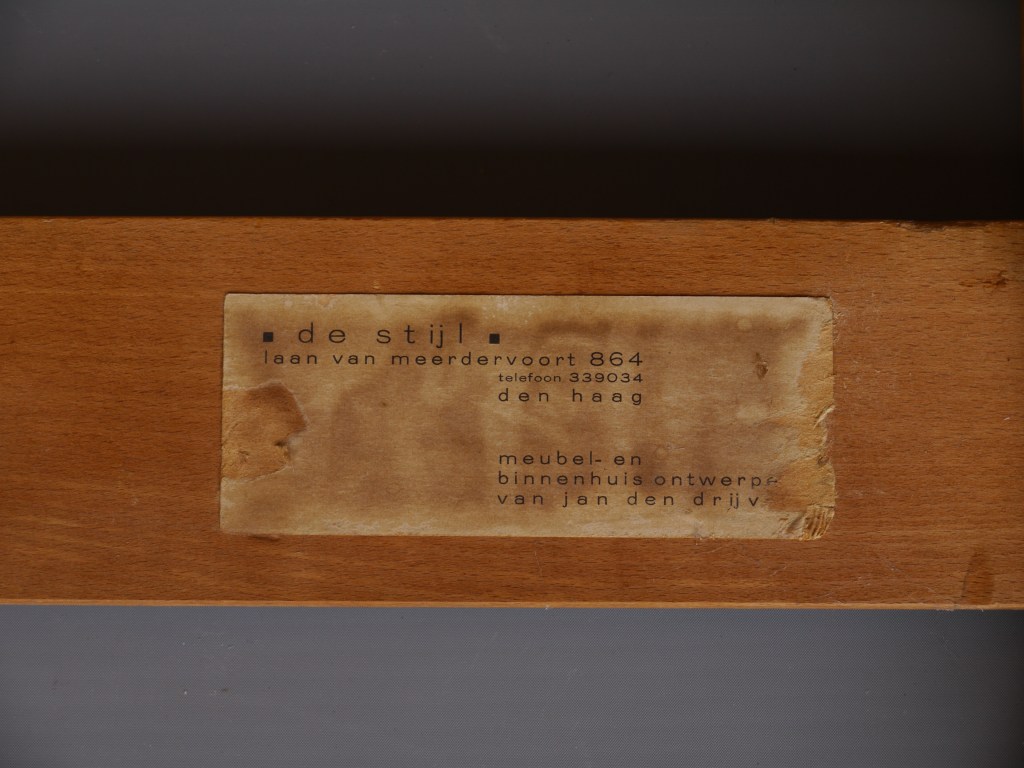 ▪ de stijl ▪
laan van meerdervoort 864
telefoon 339034
den haag
meubel- en
binnenhuis ontwerpe
van jan den drijv